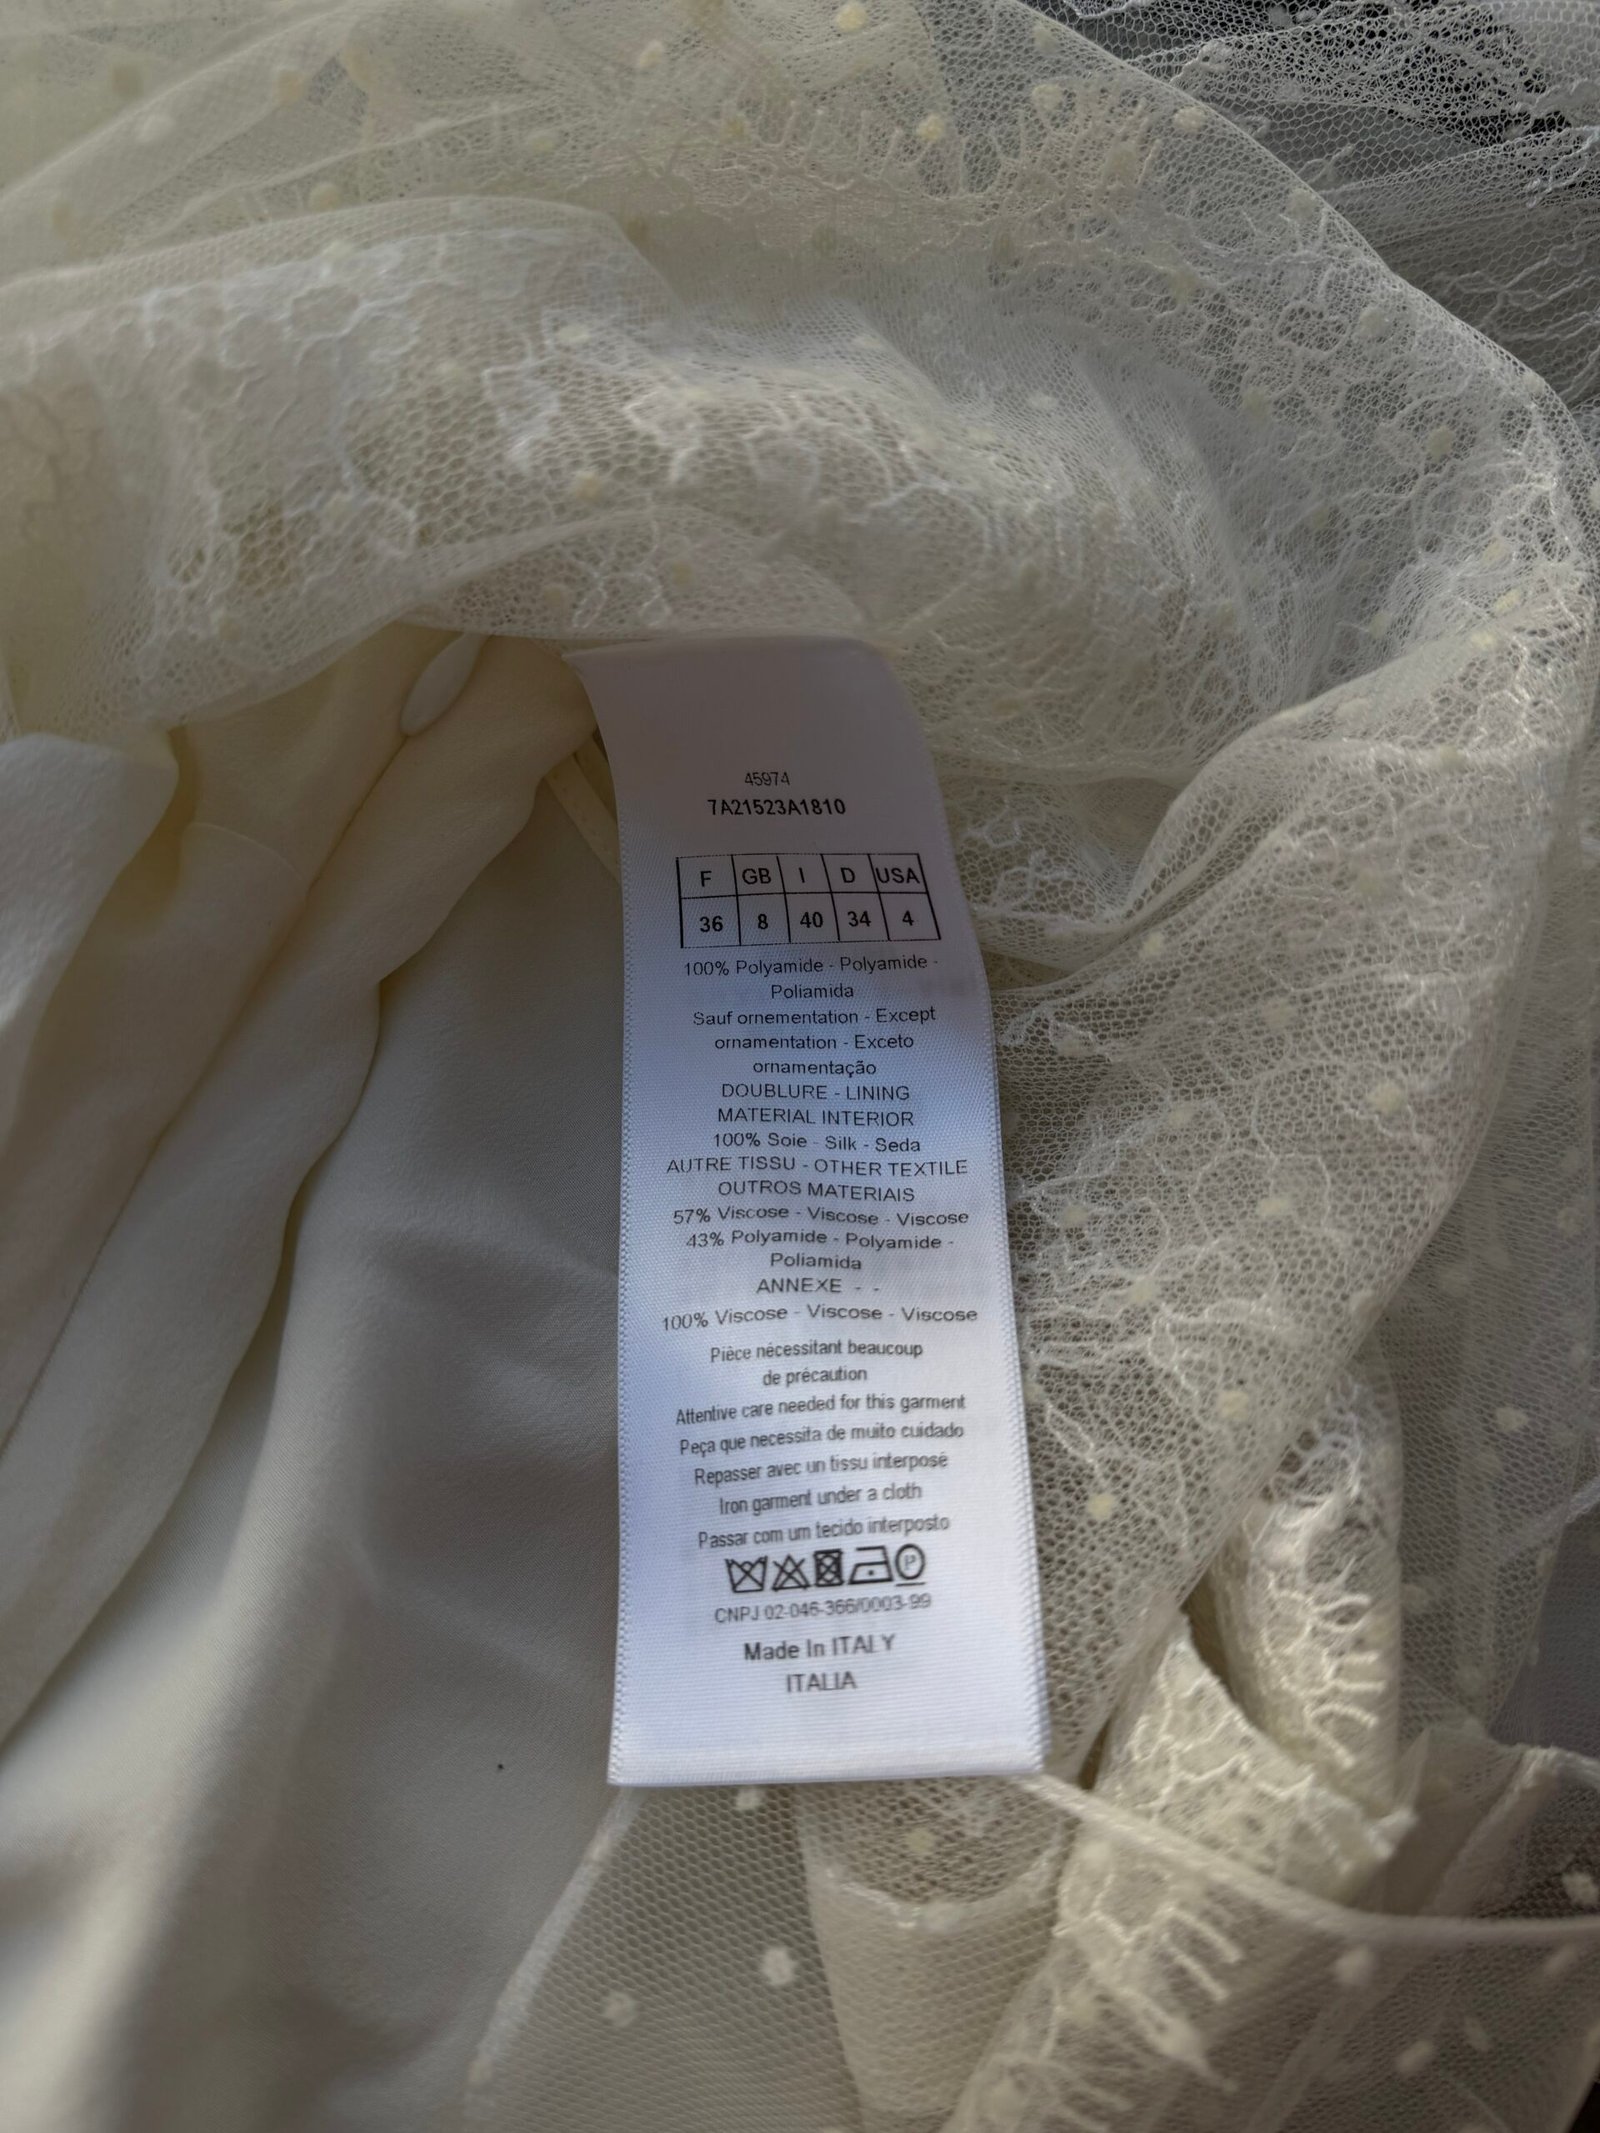 45974
7A21523A1810
F GB I D USA
36 8 40 34 4
100% Polyamide - Polyamide -
Poliamida
Sauf ornementation - Except
ornamentation - Exceto
ornamentação
DOUBLURE - LINING
MATERIAL INTERIOR
100% Soie - Silk - Seda
AUTRE TISSU - OTHER TEXTILE
OUTROS MATERIAIS
57% Viscose - Viscose - Viscose
43% Polyamide - Polyamide -
Poliamida
ANNEXE - -
100% Viscose - Viscose - Viscose
Pièce nécessitant beaucoup
de précaution
Attentive care needed for this garment
Peça que necessita de muito cuidado
Repasser avec un tissu interposé
Iron garment under a cloth
Passar com um tecido interposto
P
CNPJ 02-046-366/0003-99
Made In ITALY
ITALIA